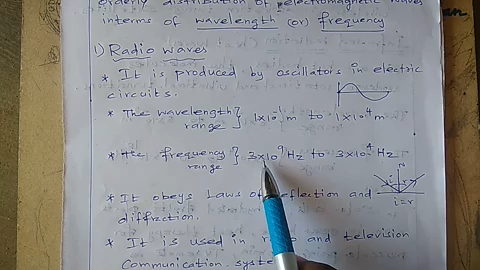 orderly distribution of electromagnetic waves
interms of wavelength (or) frequency
1) Radio waves
* It is produced by oscillators in electric
circuits.
* The wavelength } 1x10⁻¹m to 1x10⁴m
range
* The frequency } 3x10⁹Hz to 3x10⁴Hz
range
N
i r
i=r
* It obeys Laws of reflection and
diffraction.
* It is used in and television
Communication